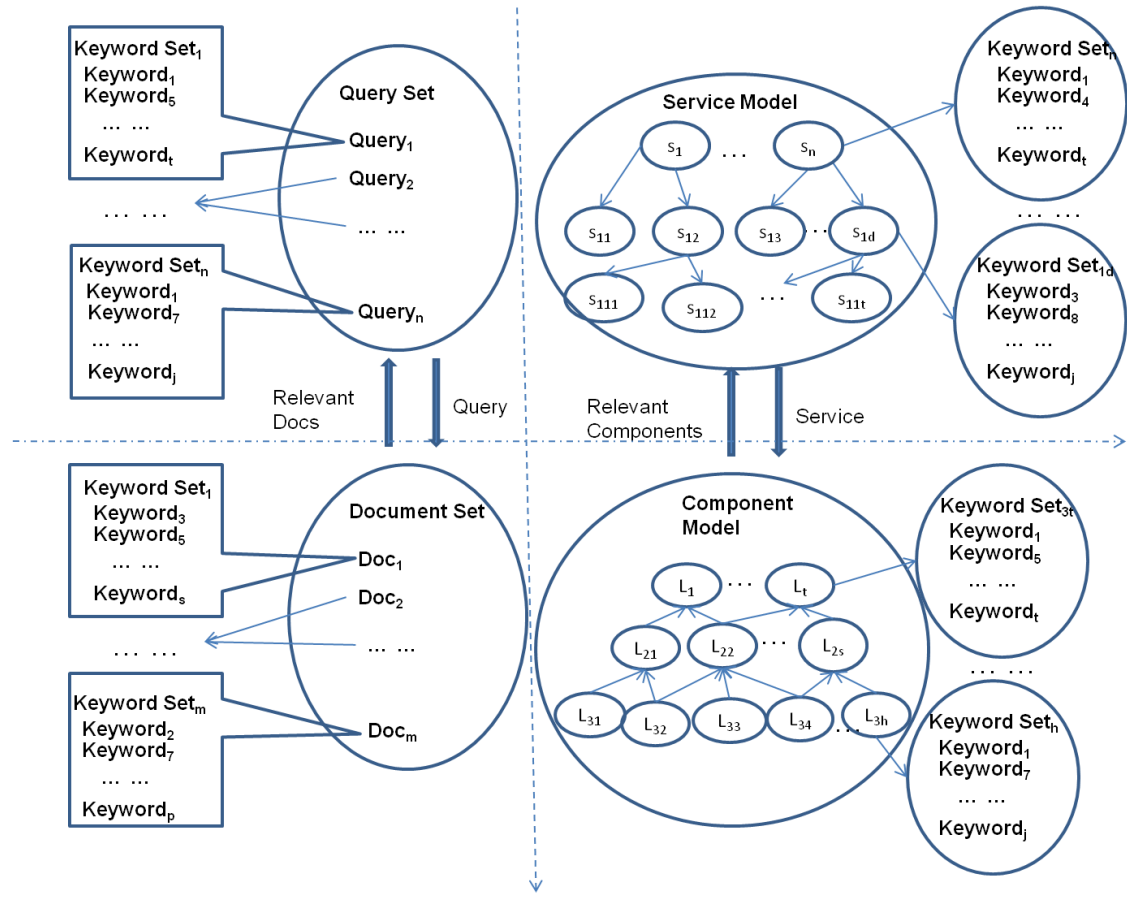 Keyword Set₁
Keyword₁
Keyword₅
... ...
Keywordₜ
... ...
Keyword Setₙ
Keyword₁
Keyword₇
... ...
Keywordⱼ
Query Set
Query₁
Query₂
... ...
Queryₙ
Relevant
Docs
Query
Service Model
S₁
...
Sₙ
S₁₁
S₁₂
S₁₃
...
S₁d
S₁₁₁
S₁₁₂
...
S₁₁ₜ
Keyword Setₙ
Keyword₁
Keyword₄
... ...
Keywordₜ
... ...
Keyword Set₁d
Keyword₃
Keyword₈
... ...
Keywordⱼ
Relevant
Components
Service
Keyword Set₁
Keyword₃
Keyword₅
... ...
Keywordₛ
... ...
Keyword Setₘ
Keyword₂
Keyword₇
... ...
Keywordₚ
Document Set
Doc₁
Doc₂
... ...
Docₘ
Component
Model
L₁
...
Lₜ
L₂₁
L₂₂
...
L₂ₛ
L₃₁
L₃₂
L₃₃
L₃₄
...
L₃ₕ
Keyword Set₃ₜ
Keyword₁
Keyword₅
... ...
Keywordₜ
... ...
Keyword Setₕ
Keyword₁
Keyword₇
... ...
Keywordⱼ